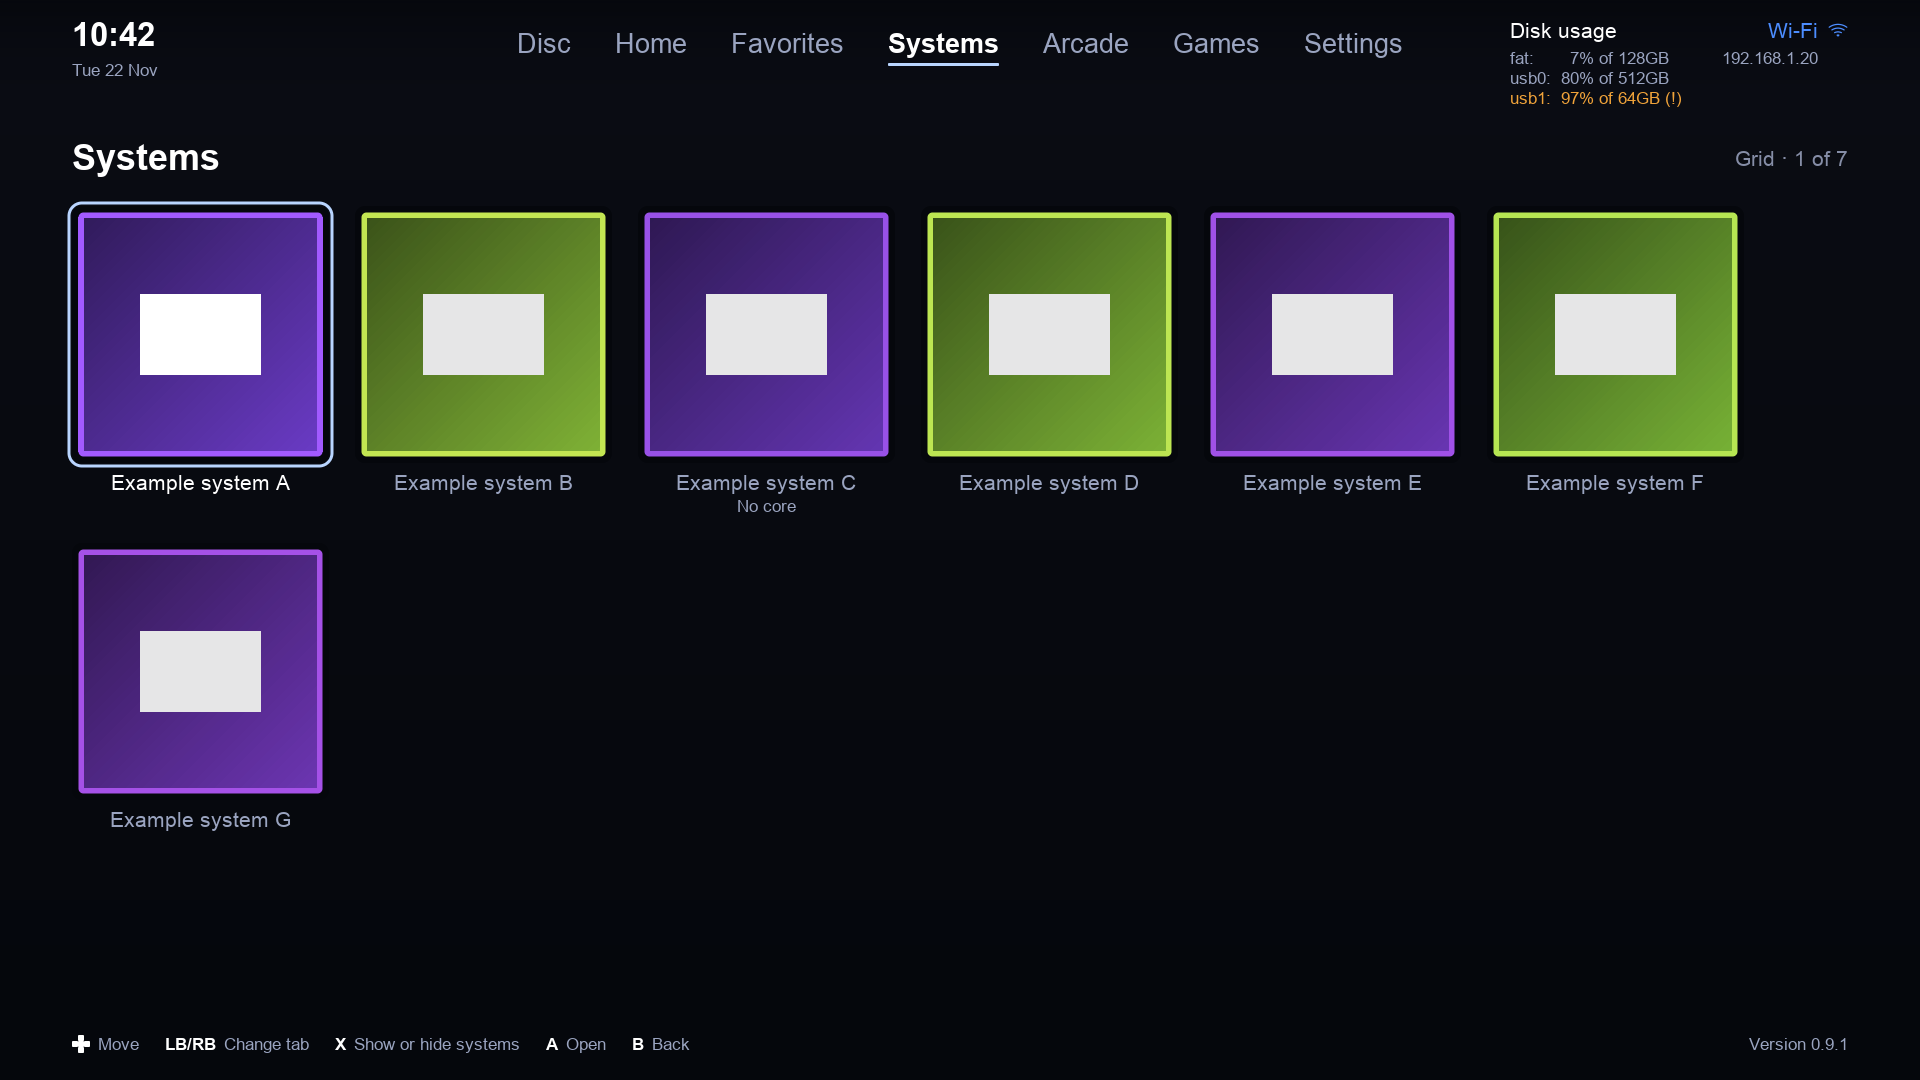 10:42
Tue 22 Nov
Disc Home Favorites Systems Arcade Games Settings
Disk usage
fat: 7% of 128GB
usb0: 80% of 512GB
usb1: 97% of 64GB (!)
Wi-Fi
192.168.1.20
Systems
Grid · 1 of 7
Example system A
Example system B
Example system C
No core
Example system D
Example system E
Example system F
Example system G
Move LB/RB Change tab X Show or hide systems A Open B Back
Version 0.9.1